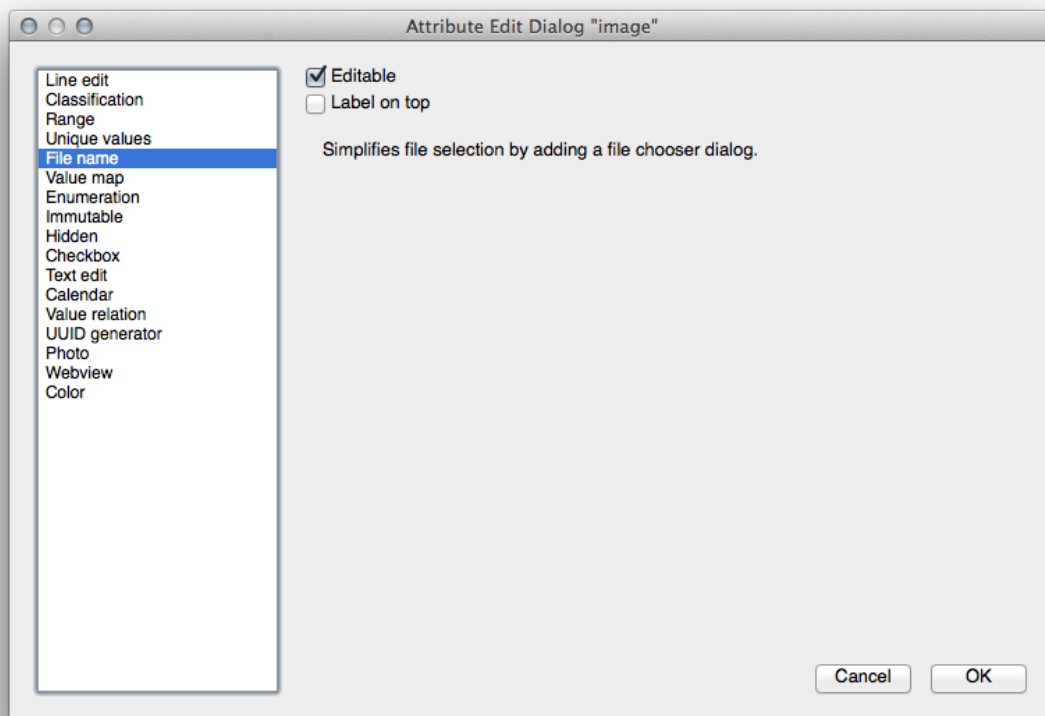 Attribute Edit Dialog "image"
Line edit
Classification
Range
Unique values
File name
Value map
Enumeration
Immutable
Hidden
Checkbox
Text edit
Calendar
Value relation
UUID generator
Photo
Webview
Color
Editable
Label on top
Simplifies file selection by adding a file chooser dialog.
Cancel
OK